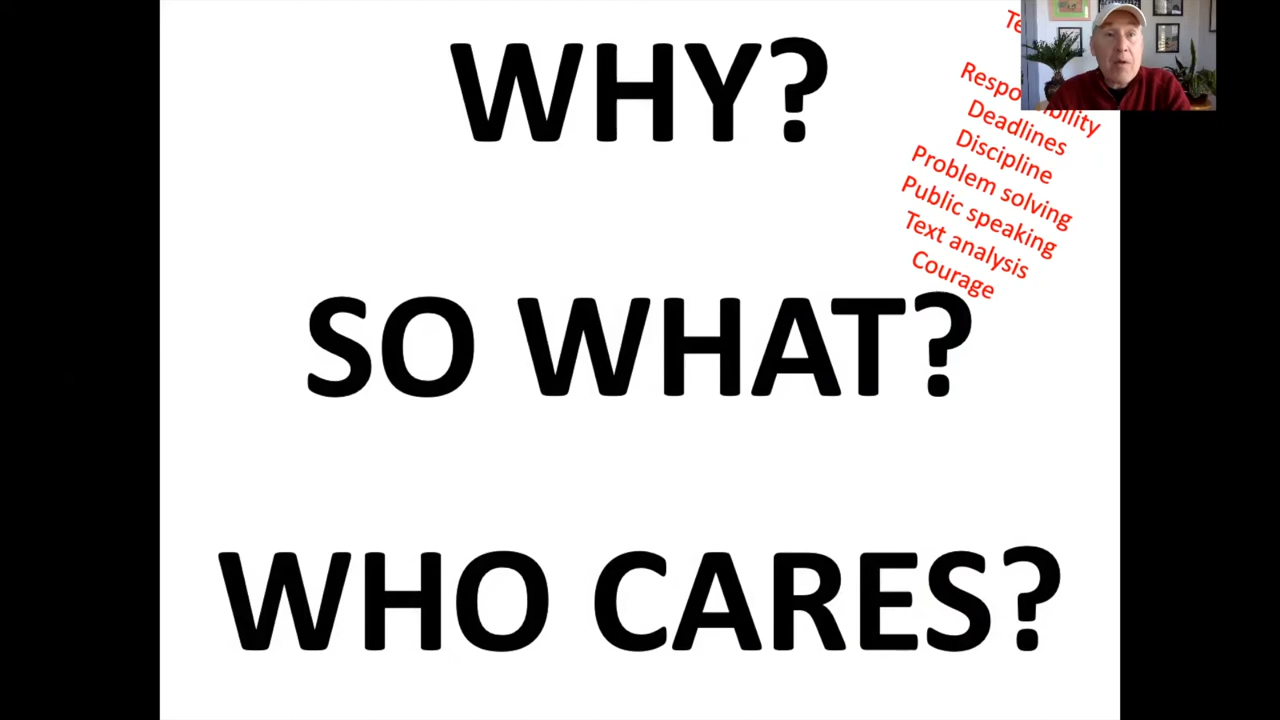 WHY?
Deadlines
Discipline
Problem solving
Public speaking
Text analysis
Courage
SO WHAT?
WHO CARES?